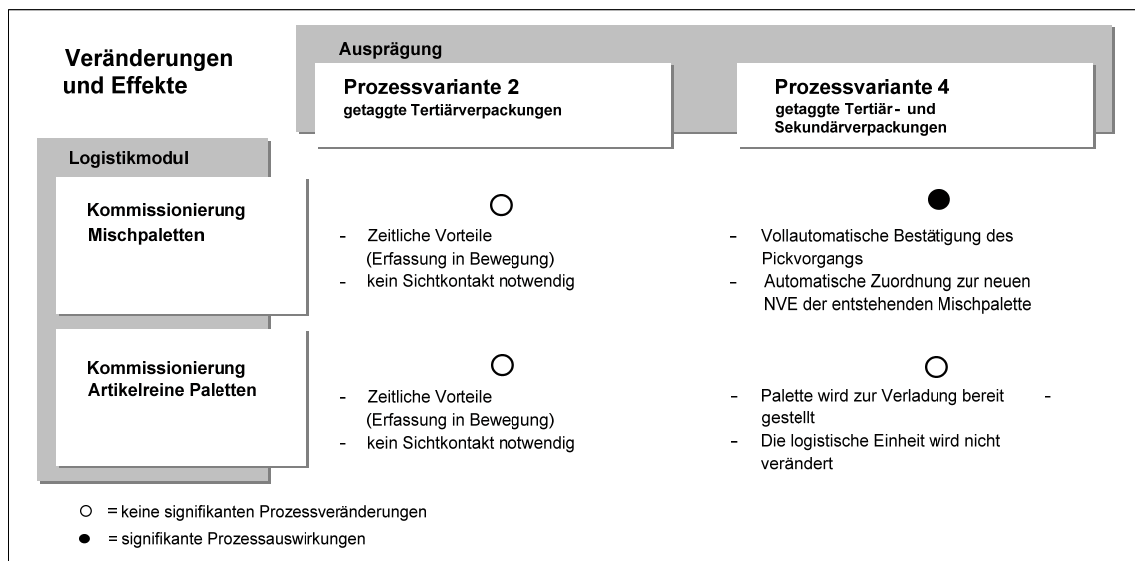 Veränderungen
und Effekte
Ausprägung
Prozessvariante 2
getaggte Tertiärverpackungen
Prozessvariante 4
getaggte Tertiär- und
Sekundärverpackungen
Logistikmodul
Kommissionierung
Mischpaletten
- Zeitliche Vorteile
(Erfassung in Bewegung)
- kein Sichtkontakt notwendig
- Vollautomatische Bestätigung des
Pickvorgangs
- Automatische Zuordnung zur neuen
NVE der entstehenden Mischpalette
Kommissionierung
Artikelreine Paletten
- Zeitliche Vorteile
(Erfassung in Bewegung)
- kein Sichtkontakt notwendig
- Palette wird zur Verladung bereit -
gestellt
- Die logistische Einheit wird nicht
verändert
○ = keine signifikanten Prozessveränderungen
● = signifikante Prozessauswirkungen